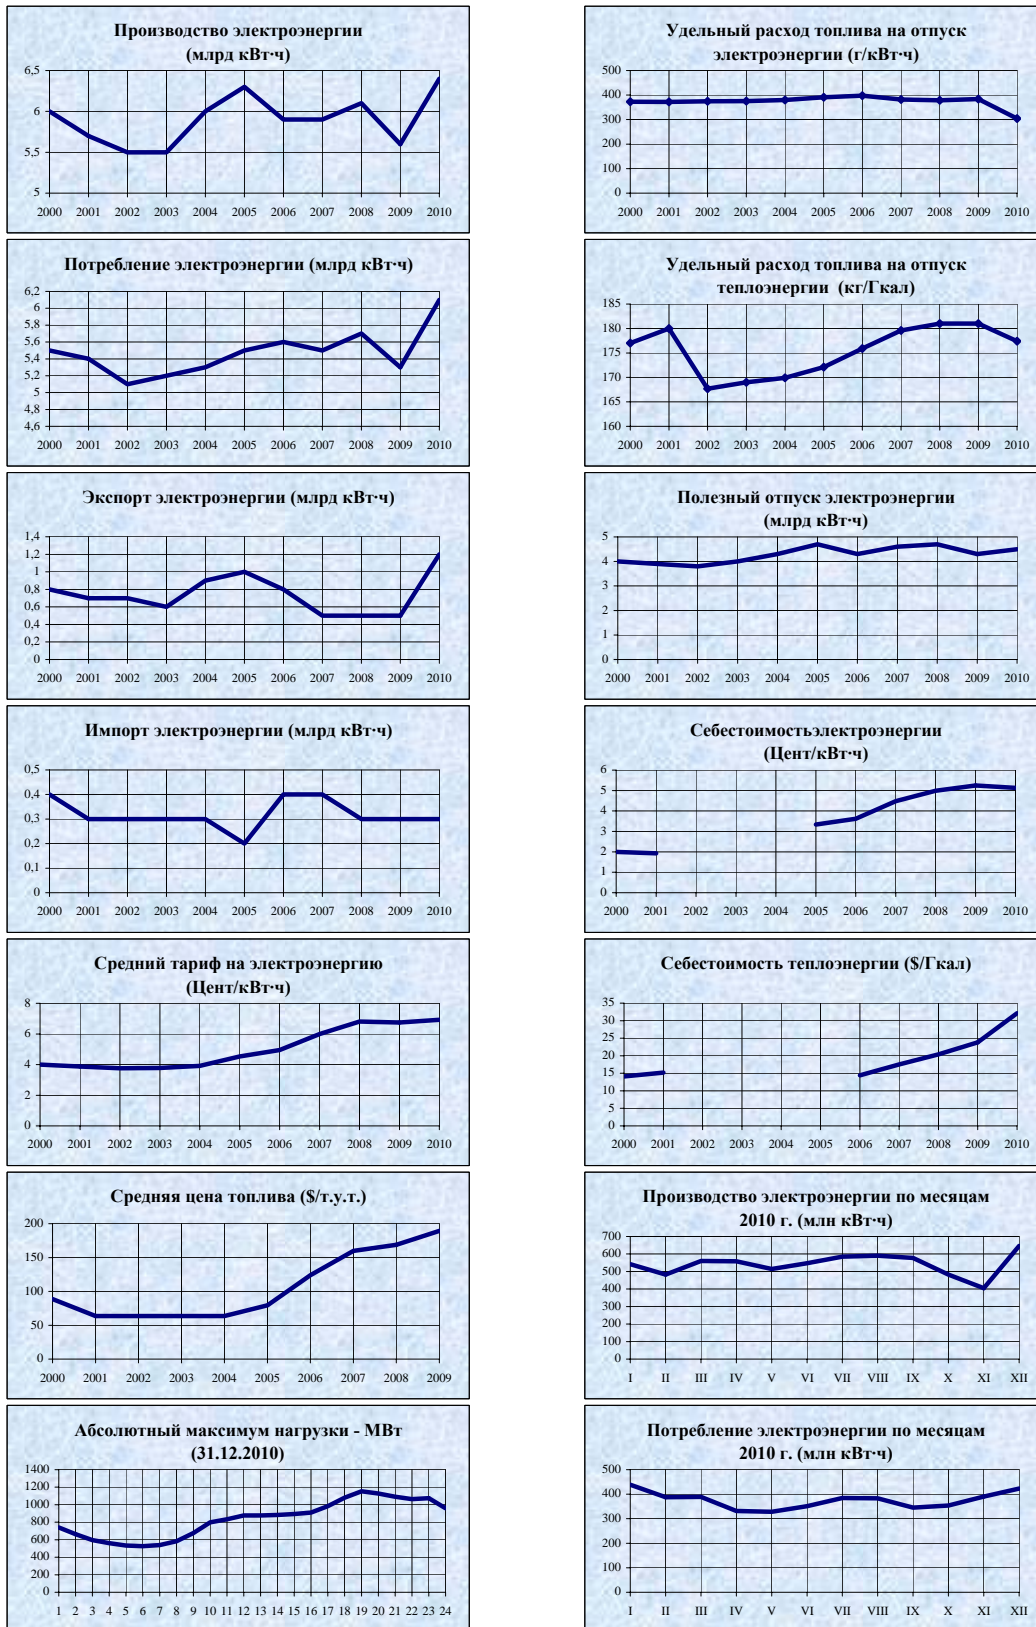 Производство электроэнергии
(млрд кВт·ч)
6,5
6
5,5
5
2000 2001 2002 2003 2004 2005 2006 2007 2008 2009 2010
Удельный расход топлива на отпуск
электроэнергии (г/кВт·ч)
500
400
300
200
100
0
2000 2001 2002 2003 2004 2005 2006 2007 2008 2009 2010
Потребление электроэнергии (млрд кВт·ч)
6,2
6
5,8
5,6
5,4
5,2
5
4,8
4,6
2000 2001 2002 2003 2004 2005 2006 2007 2008 2009 2010
Удельный расход топлива на отпуск
теплоэнергии (кг/Гкал)
185
180
175
170
165
160
2000 2001 2002 2003 2004 2005 2006 2007 2008 2009 2010
Экспорт электроэнергии (млрд кВт·ч)
1,4
1,2
1
0,8
0,6
0,4
0,2
0
2000 2001 2002 2003 2004 2005 2006 2007 2008 2009 2010
Полезный отпуск электроэнергии
(млрд кВт·ч)
5
4
3
2
1
0
2000 2001 2002 2003 2004 2005 2006 2007 2008 2009 2010
Импорт электроэнергии (млрд кВт·ч)
0,5
0,4
0,3
0,2
0,1
0
2000 2001 2002 2003 2004 2005 2006 2007 2008 2009 2010
Себестоимостьэлектроэнергии
(Цент/кВт·ч)
6
5
4
3
2
1
0
2000 2001 2002 2003 2004 2005 2006 2007 2008 2009 2010
Средний тариф на электроэнергию
(Цент/кВт·ч)
8
6
4
2
0
2000 2001 2002 2003 2004 2005 2006 2007 2008 2009 2010
Себестоимость теплоэнергии ($/Гкал)
35
30
25
20
15
10
5
0
2000 2001 2002 2003 2004 2005 2006 2007 2008 2009 2010
Средняя цена топлива ($/т.у.т.)
200
150
100
50
0
2000 2001 2002 2003 2004 2005 2006 2007 2008 2009
Производство электроэнергии по месяцам
2010 г. (млн кВт·ч)
700
600
500
400
300
200
100
0
I II III IV V VI VII VIII IX X XI XII
Абсолютный максимум нагрузки - МВт
(31.12.2010)
1400
1200
1000
800
600
400
200
0
1 2 3 4 5 6 7 8 9 10 11 12 13 14 15 16 17 18 19 20 21 22 23 24
Потребление электроэнергии по месяцам
2010 г. (млн кВт·ч)
500
400
300
200
100
0
I II III IV V VI VII VIII IX X XI XII